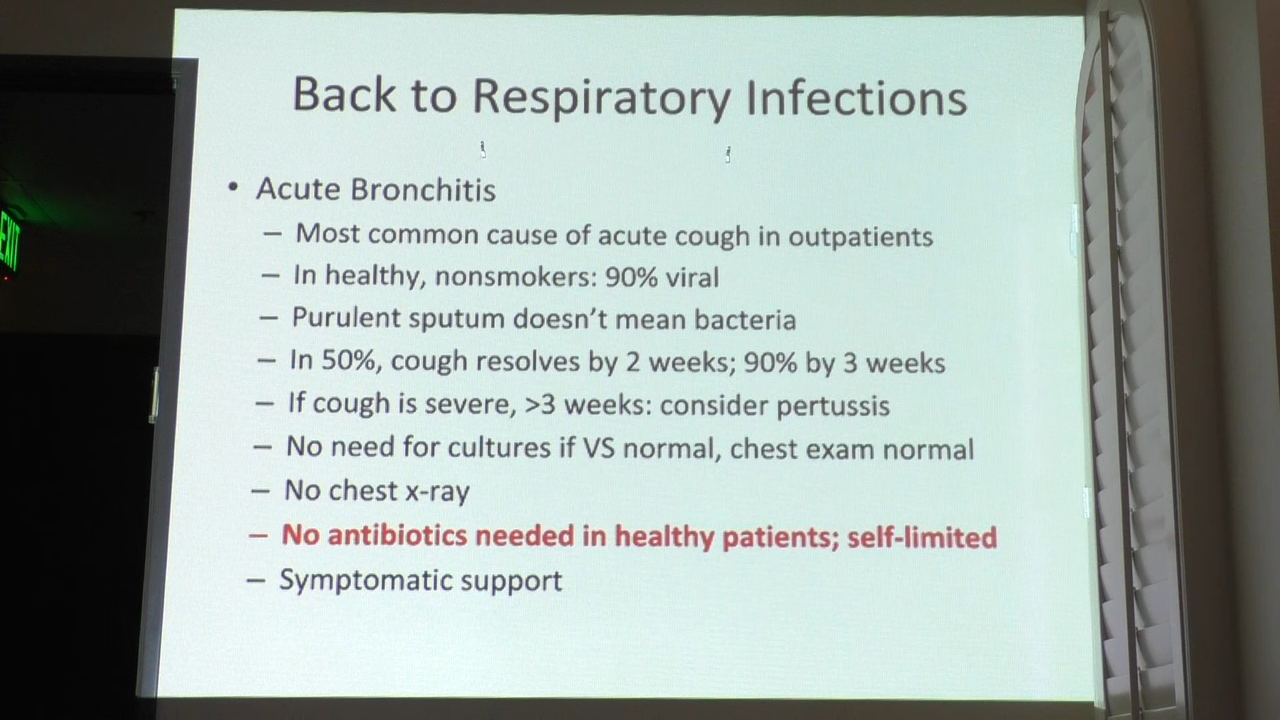 Back to Respiratory Infections
• Acute Bronchitis
– Most common cause of acute cough in outpatients
– In healthy, nonsmokers: 90% viral
– Purulent sputum doesn't mean bacteria
– In 50%, cough resolves by 2 weeks; 90% by 3 weeks
– If cough is severe, >3 weeks: consider pertussis
– No need for cultures if VS normal, chest exam normal
– No chest x-ray
– No antibiotics needed in healthy patients; self-limited
– Symptomatic support
EXIT